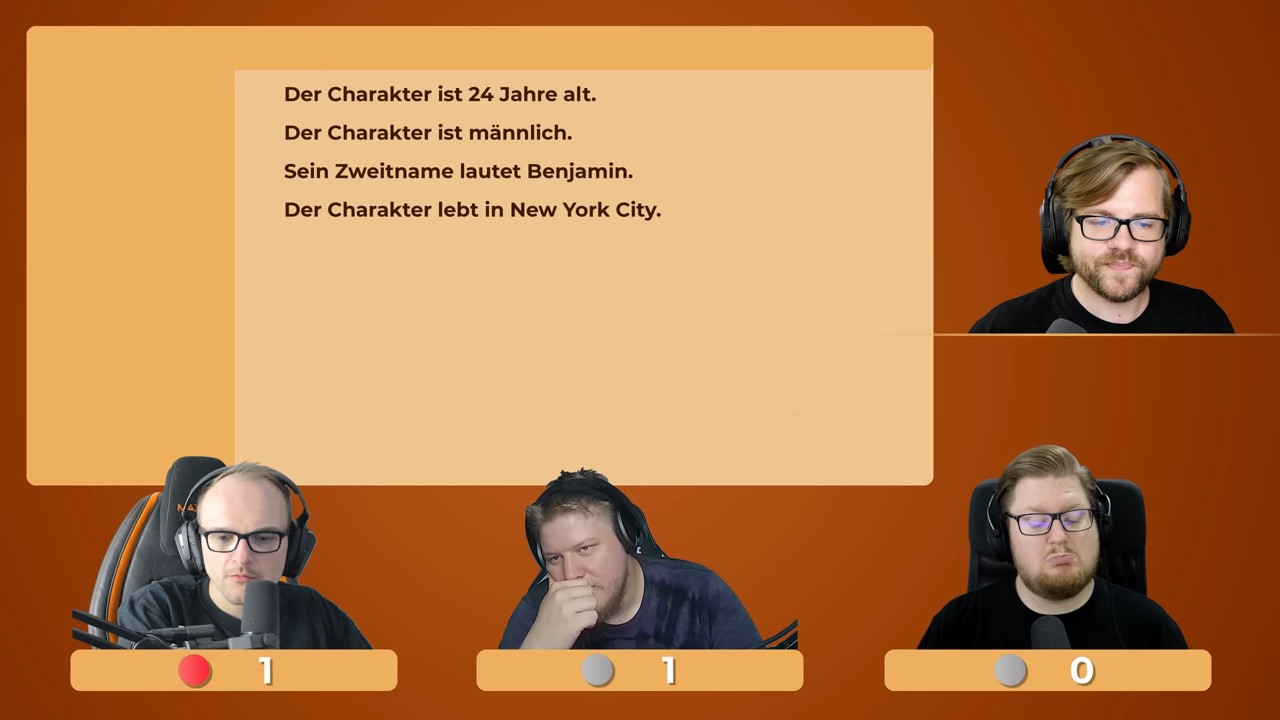 Der Charakter ist 24 Jahre alt.
Der Charakter ist männlich.
Sein Zweitname lautet Benjamin.
Der Charakter lebt in New York City.
1
1
0